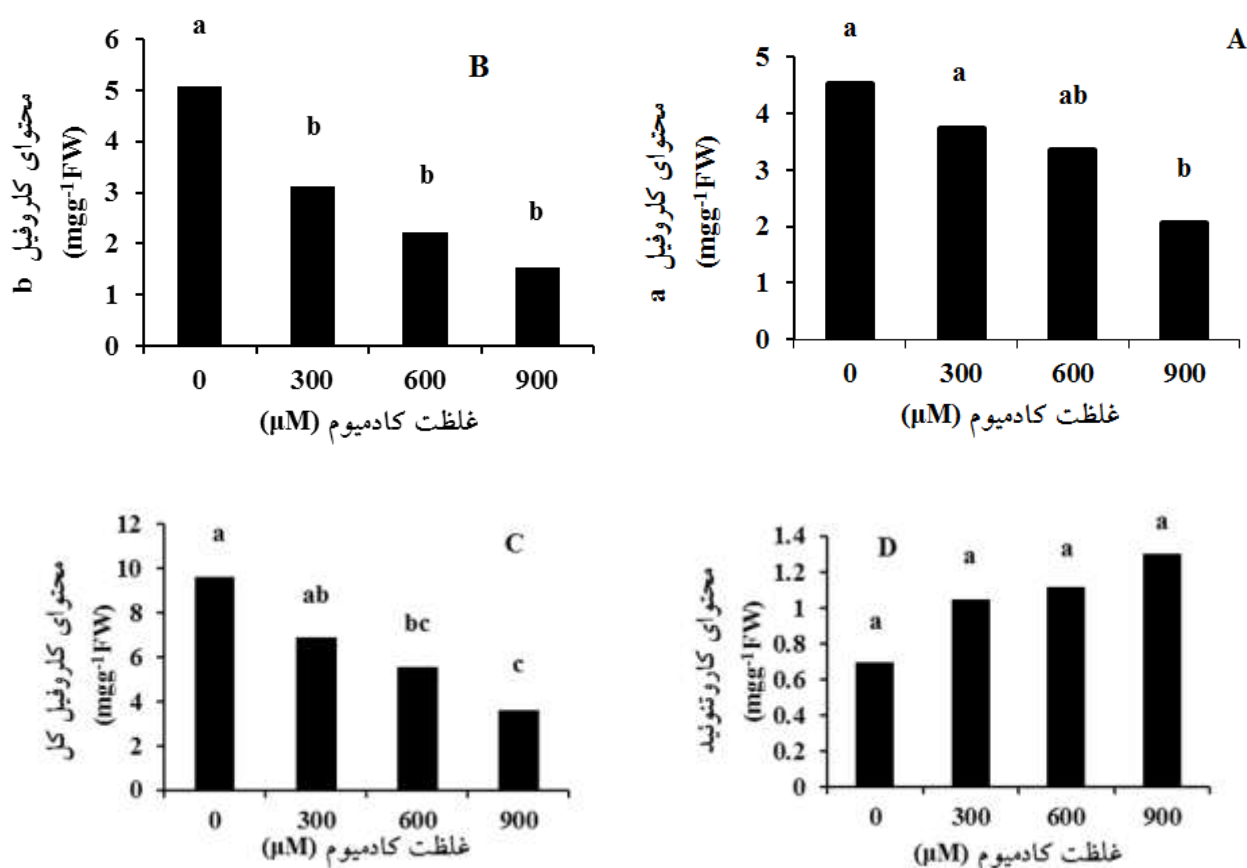 B
a
b
b
b
محتوای کلروفیل b
(mgg⁻¹FW)
6
5
4
3
2
1
0
0 300 600 900
غلظت کادمیوم (µM)
A
a
a
ab
b
محتوای کلروفیل a
(mgg⁻¹FW)
5
4
3
2
1
0
0 300 600 900
غلظت کادمیوم (µM)
C
a
ab
bc
c
محتوای کلروفیل کل
(mgg⁻¹FW)
12
10
8
6
4
2
0
0 300 600 900
غلظت کادمیوم (µM)
D
a
a
a
a
محتوای کاروتنوئید
(mgg⁻¹FW)
1.4
1.2
1
0.8
0.6
0.4
0.2
0
0 300 600 900
غلظت کادمیوم (µM)